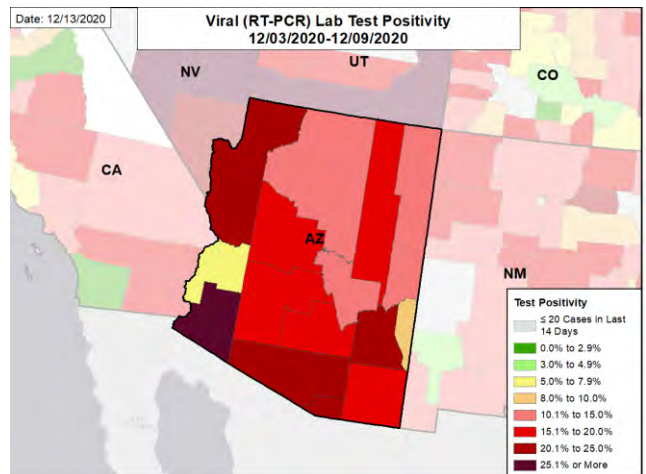 Date: 12/13/2020
Viral (RT-PCR) Lab Test Positivity
12/03/2020-12/09/2020
NV
UT
CO
CA
AZ
NM
Test Positivity
≤ 20 Cases in Last
14 Days
0.0% to 2.9%
3.0% to 4.9%
5.0% to 7.9%
8.0% to 10.0%
10.1% to 15.0%
15.1% to 20.0%
20.1% to 25.0%
25.1% or More